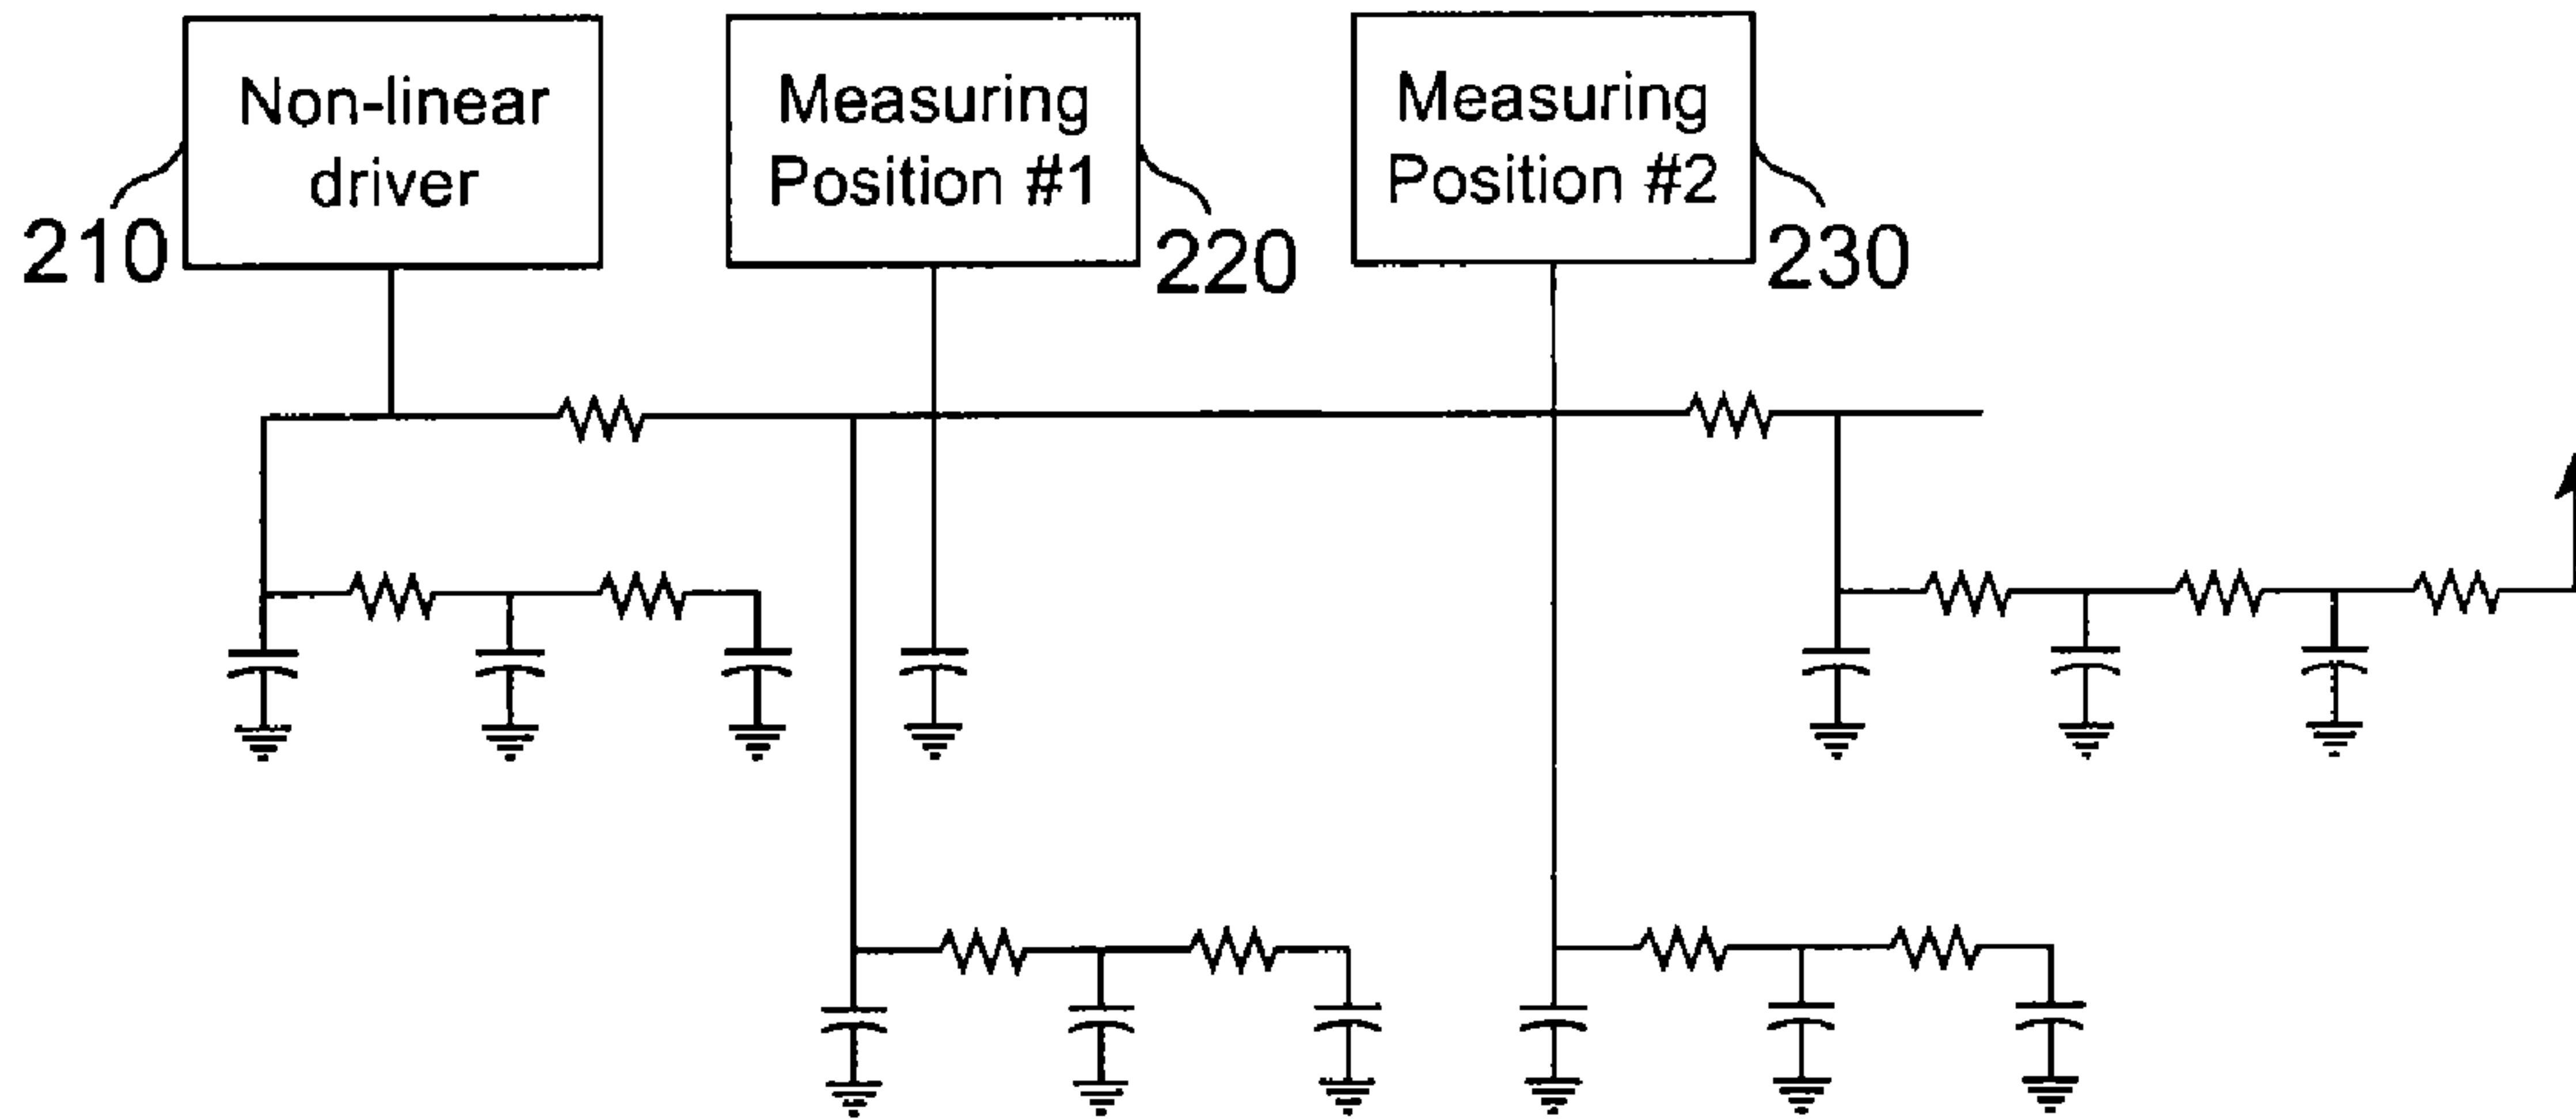 Non-linear
driver
210
Measuring
Position #1
220
Measuring
Position #2
230